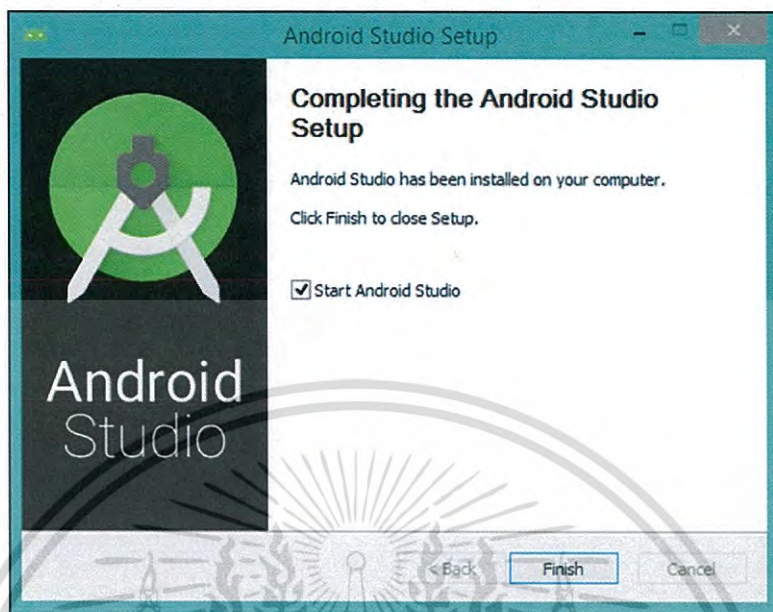 Android Studio Setup
Completing the Android Studio
Setup
Android Studio has been installed on your computer.
Click Finish to close Setup.
Start Android Studio
Android
Studio
< Back
Finish
Cancel